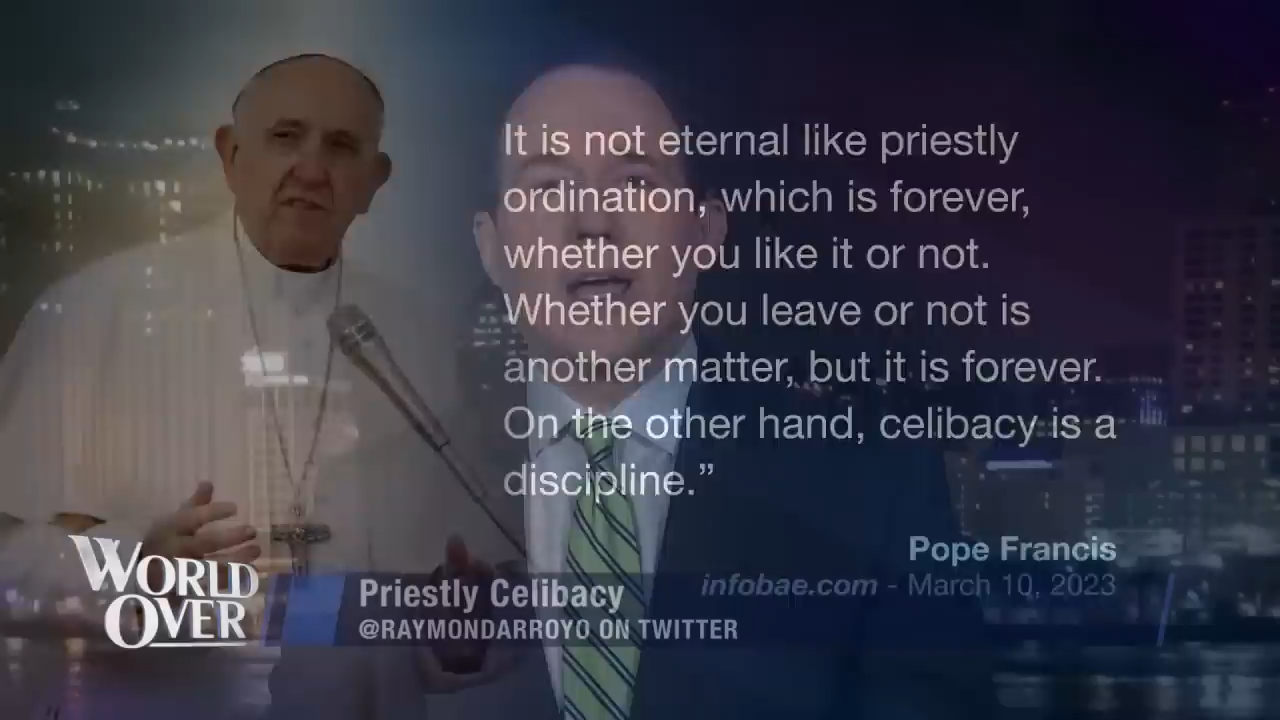 It is not eternal like priestly
ordination, which is forever,
whether you like it or not.
Whether you leave or not is
another matter, but it is forever.
On the other hand, celibacy is a
discipline.”
Pope Francis
infobae.com - March 10, 2023
WORLD
OVER
Priestly Celibacy
@RAYMONDARROYO ON TWITTER